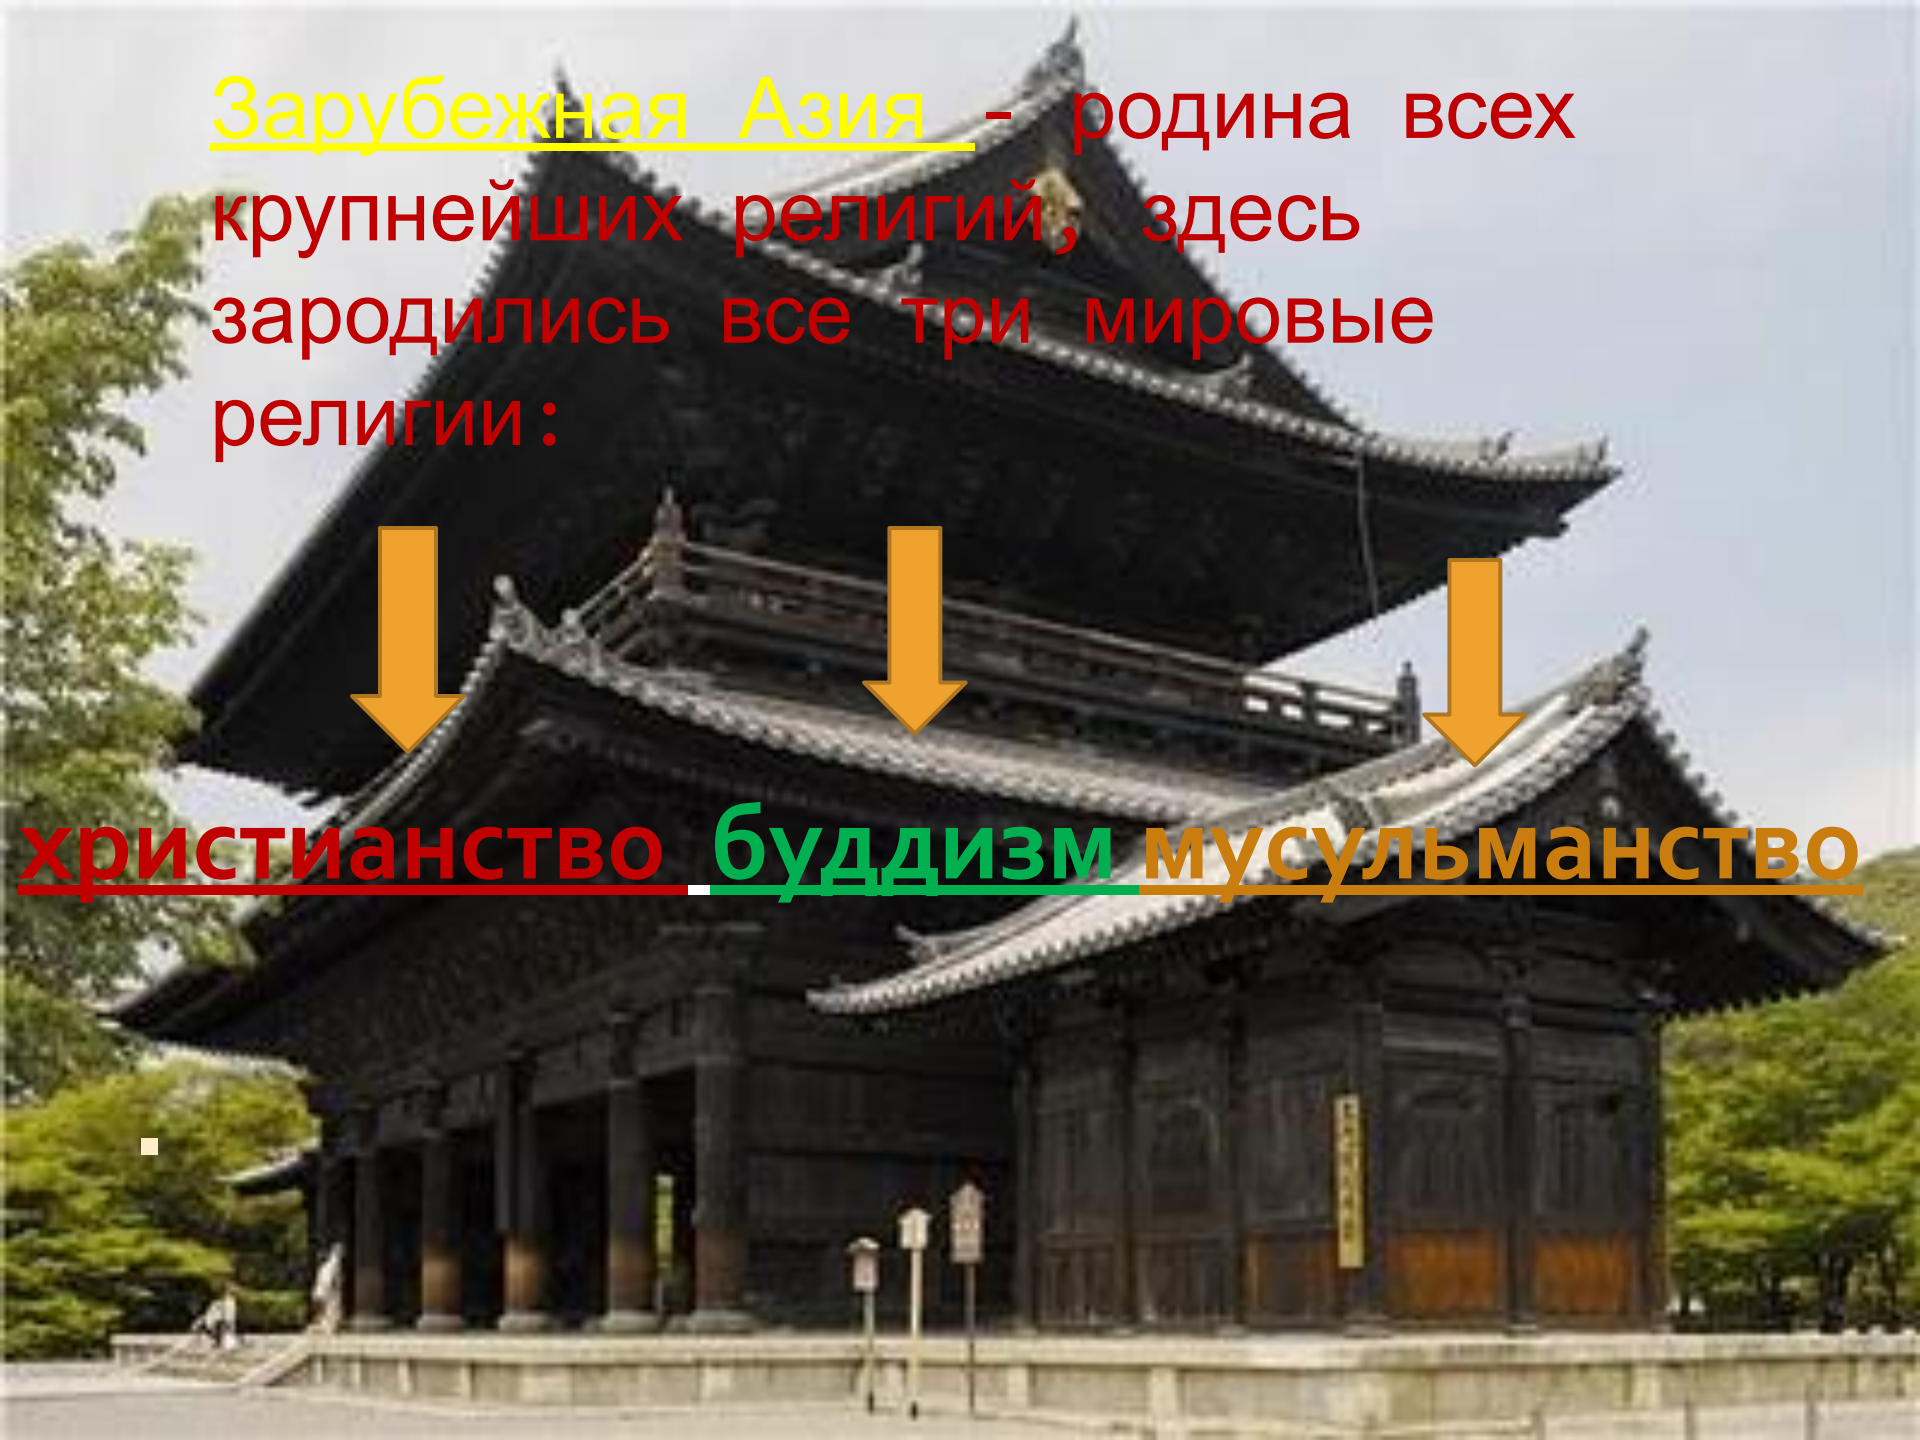 Зарубежная Азия - родина всех
крупнейших религий, здесь
зародились все три мировые
религии:
христианство буддизм мусульманство